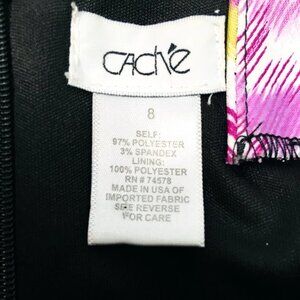 caché
8
SELF:
97% POLYESTER
3% SPANDEX
LINING:
100% POLYESTER
RN # 74578
MADE IN USA OF
IMPORTED FABRIC
SEE REVERSE
FOR CARE